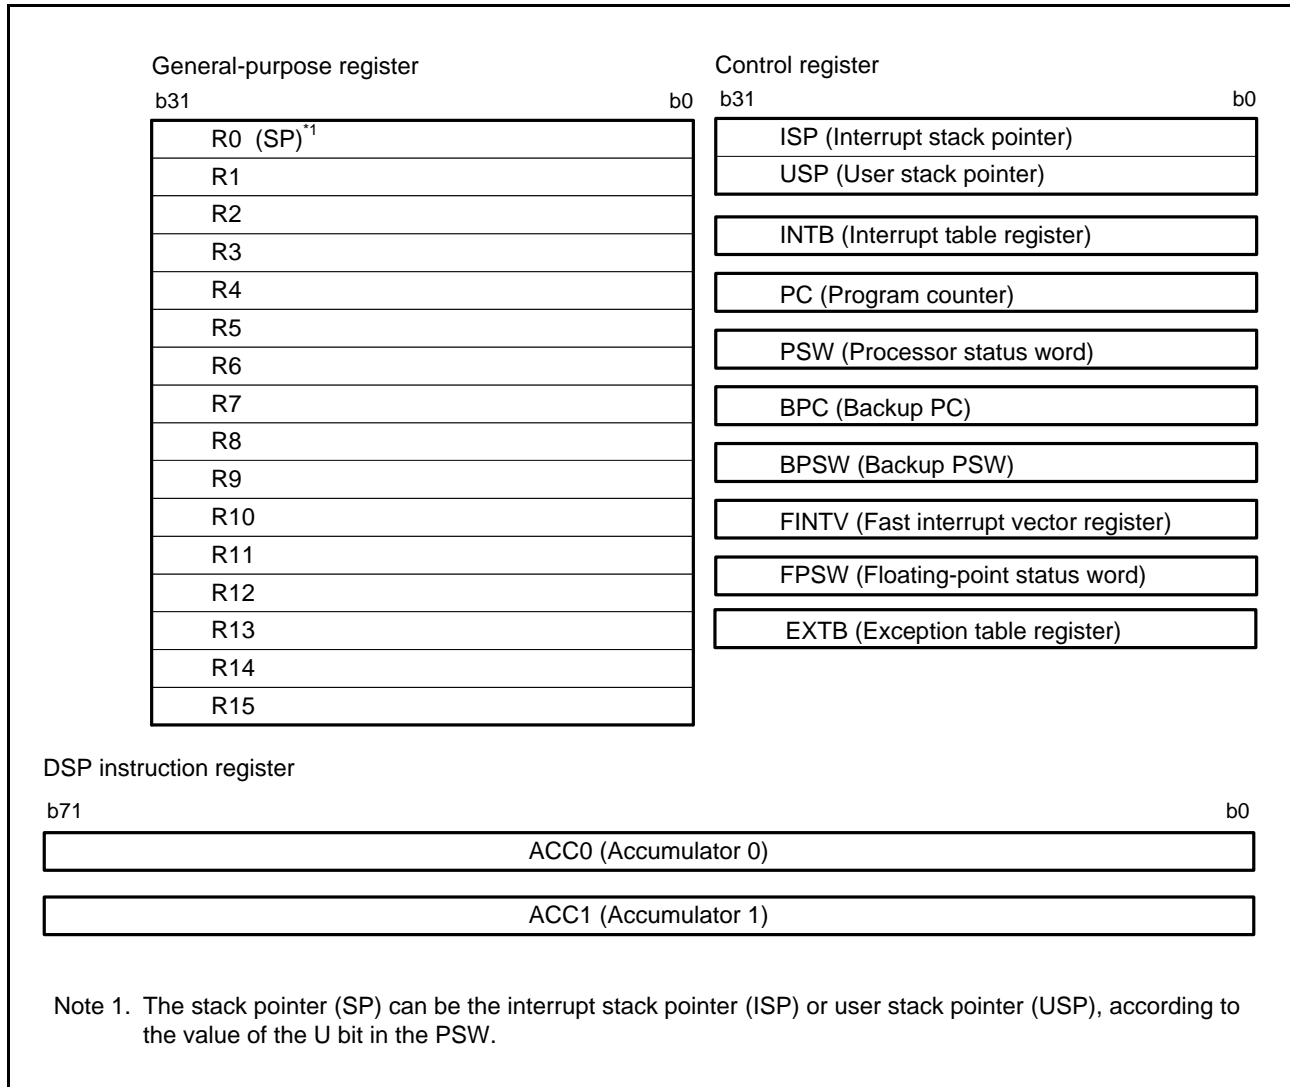 General-purpose register
b31 b0
R0 (SP)*1
R1
R2
R3
R4
R5
R6
R7
R8
R9
R10
R11
R12
R13
R14
R15
Control register
b31 b0
ISP (Interrupt stack pointer)
USP (User stack pointer)
INTB (Interrupt table register)
PC (Program counter)
PSW (Processor status word)
BPC (Backup PC)
BPSW (Backup PSW)
FINTV (Fast interrupt vector register)
FPSW (Floating-point status word)
EXTB (Exception table register)
DSP instruction register
b71 b0
ACC0 (Accumulator 0)
ACC1 (Accumulator 1)
Note 1. The stack pointer (SP) can be the interrupt stack pointer (ISP) or user stack pointer (USP), according to
the value of the U bit in the PSW.